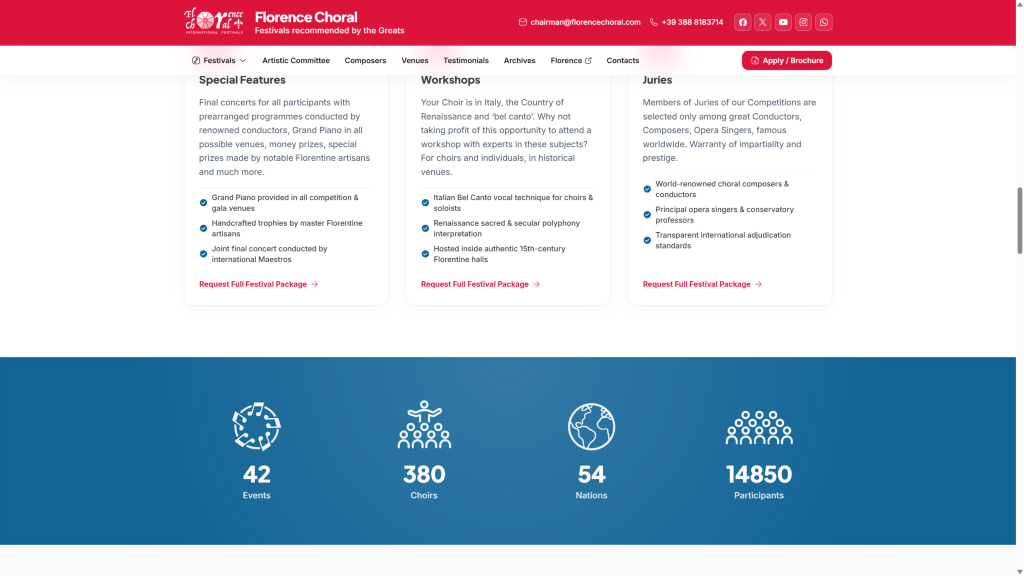 El ch or ence al
INTERNATIONAL FESTIVALS
Florence Choral
Festivals recommended by the Greats
chairman@florencechoral.com
+39 388 8183714
Festivals
Artistic Committee
Composers
Venues
Testimonials
Archives
Florence
Contacts
Apply / Brochure
Special Features
Final concerts for all participants with
prearranged programmes conducted by
renowned conductors, Grand Piano in all
possible venues, money prizes, special
prizes made by notable Florentine artisans
and much more.
Grand Piano provided in all competition &
gala venues
Handcrafted trophies by master Florentine
artisans
Joint final concert conducted by
international Maestros
Request Full Festival Package
Workshops
Your Choir is in Italy, the Country of
Renaissance and ‘bel canto’. Why not
taking profit of this opportunity to attend a
workshop with experts in these subjects?
For choirs and individuals, in historical
venues.
Italian Bel Canto vocal technique for choirs &
soloists
Renaissance sacred & secular polyphony
interpretation
Hosted inside authentic 15th-century
Florentine halls
Request Full Festival Package
Juries
Members of Juries of our Competitions are
selected only among great Conductors,
Composers, Opera Singers, famous
worldwide. Warranty of impartiality and
prestige.
World-renowned choral composers &
conductors
Principal opera singers & conservatory
professors
Transparent international adjudication
standards
Request Full Festival Package
42
Events
380
Choirs
54
Nations
14850
Participants